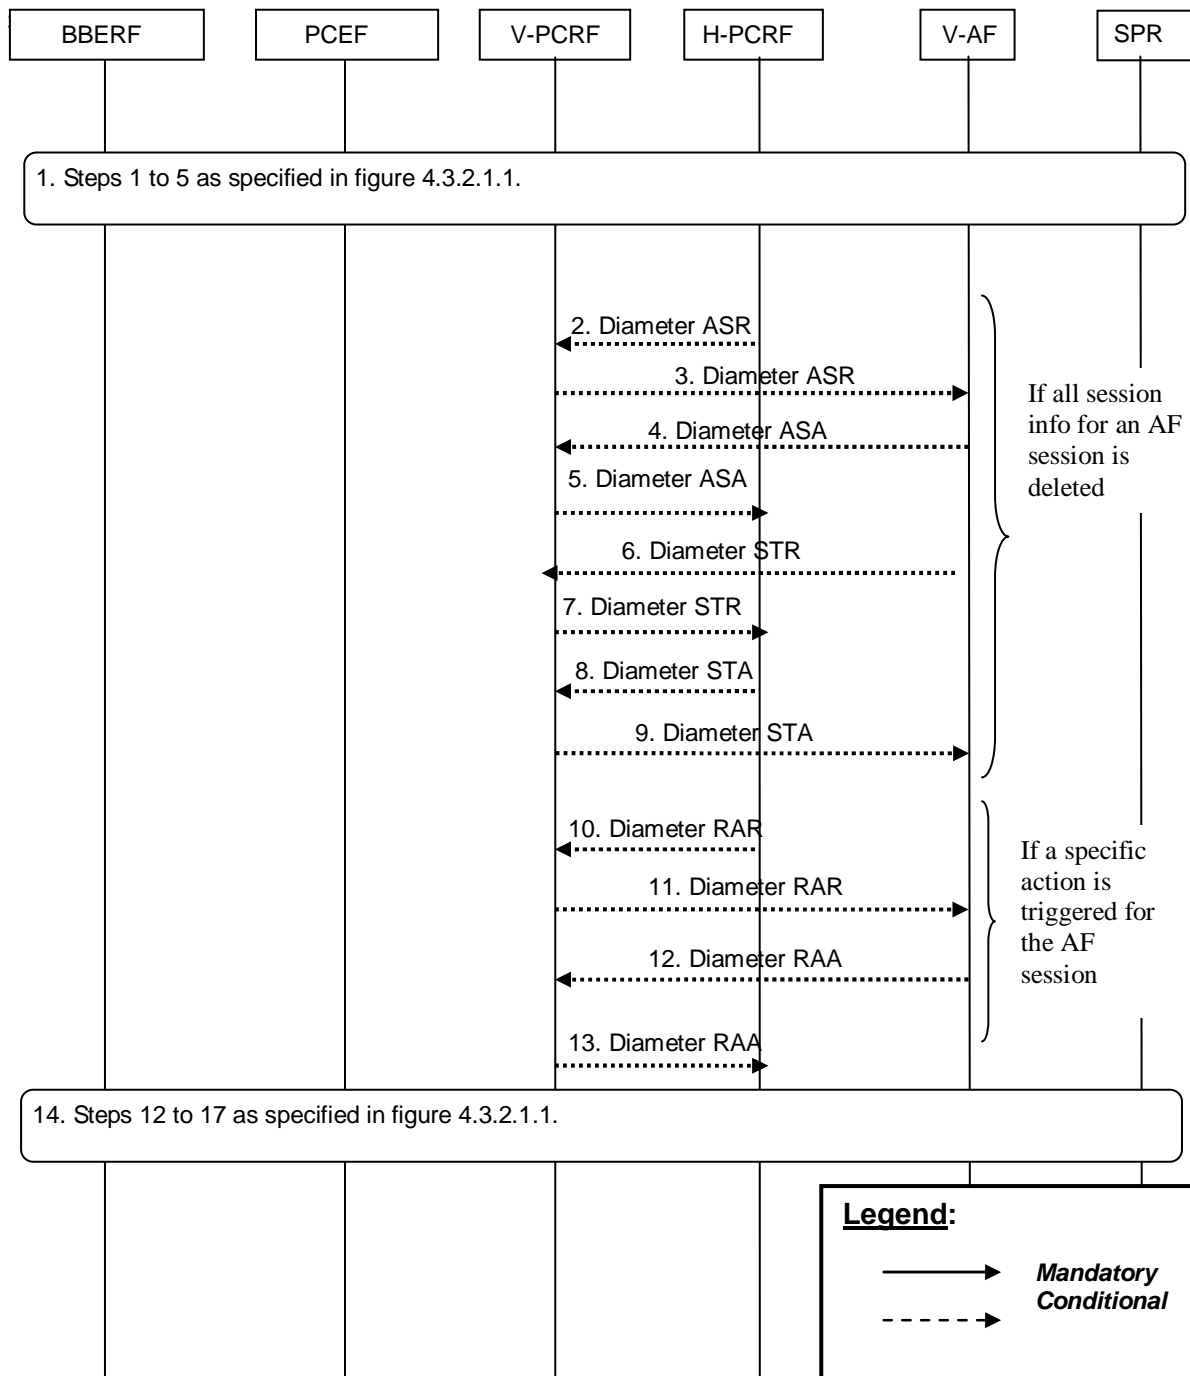 BBERF
PCEF
V-PCRF
H-PCRF
V-AF
SPR
1. Steps 1 to 5 as specified in figure 4.3.2.1.1.
2. Diameter ASR
3. Diameter ASR
4. Diameter ASA
5. Diameter ASA
6. Diameter STR
7. Diameter STR
8. Diameter STA
9. Diameter STA
If all session
info for an AF
session is
deleted
10. Diameter RAR
11. Diameter RAR
12. Diameter RAA
13. Diameter RAA
If a specific
action is
triggered for
the AF
session
14. Steps 12 to 17 as specified in figure 4.3.2.1.1.
Legend:
Mandatory
Conditional